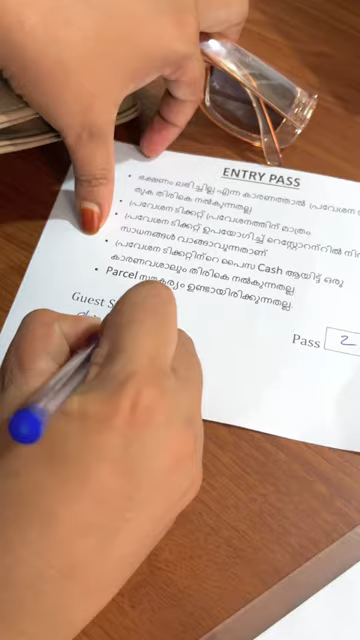 ENTRY PASS
• ഭക്ഷണം ലഭിച്ചില്ല എന്ന കാരണത്താൽ പ്രവേശന
തുക തിരികെ നൽകുന്നതല്ല
• പ്രവേശന ടിക്കറ്റ് പ്രവേശനത്തിന് മാത്രം
• പ്രവേശന ടിക്കറ്റ് ഉപയോഗിച്ച് റെസ്റ്റോറന്റിൽ
സാധനങ്ങൾ വാങ്ങാവുന്നതാണ്
• പ്രവേശന ടിക്കറ്റിന്റെ പൈസ Cash ആയിട്ട് ഒരു
കാരണവശാലും തിരികെ നൽകുന്നതല്ല
• Parcel സൗകര്യം ഉണ്ടായിരിക്കുന്നതല്ല.
Guest
Pass 2